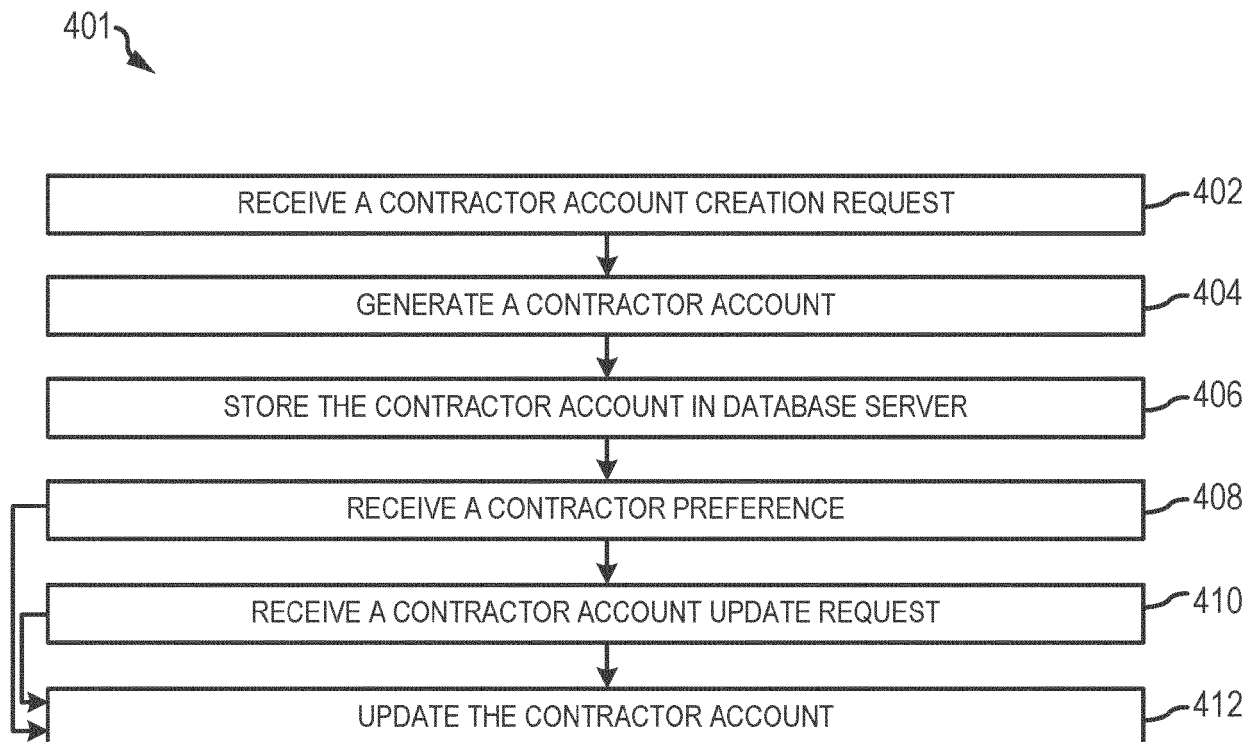 401
RECEIVE A CONTRACTOR ACCOUNT CREATION REQUEST
402
GENERATE A CONTRACTOR ACCOUNT
404
STORE THE CONTRACTOR ACCOUNT IN DATABASE SERVER
406
RECEIVE A CONTRACTOR PREFERENCE
408
RECEIVE A CONTRACTOR ACCOUNT UPDATE REQUEST
410
UPDATE THE CONTRACTOR ACCOUNT
412